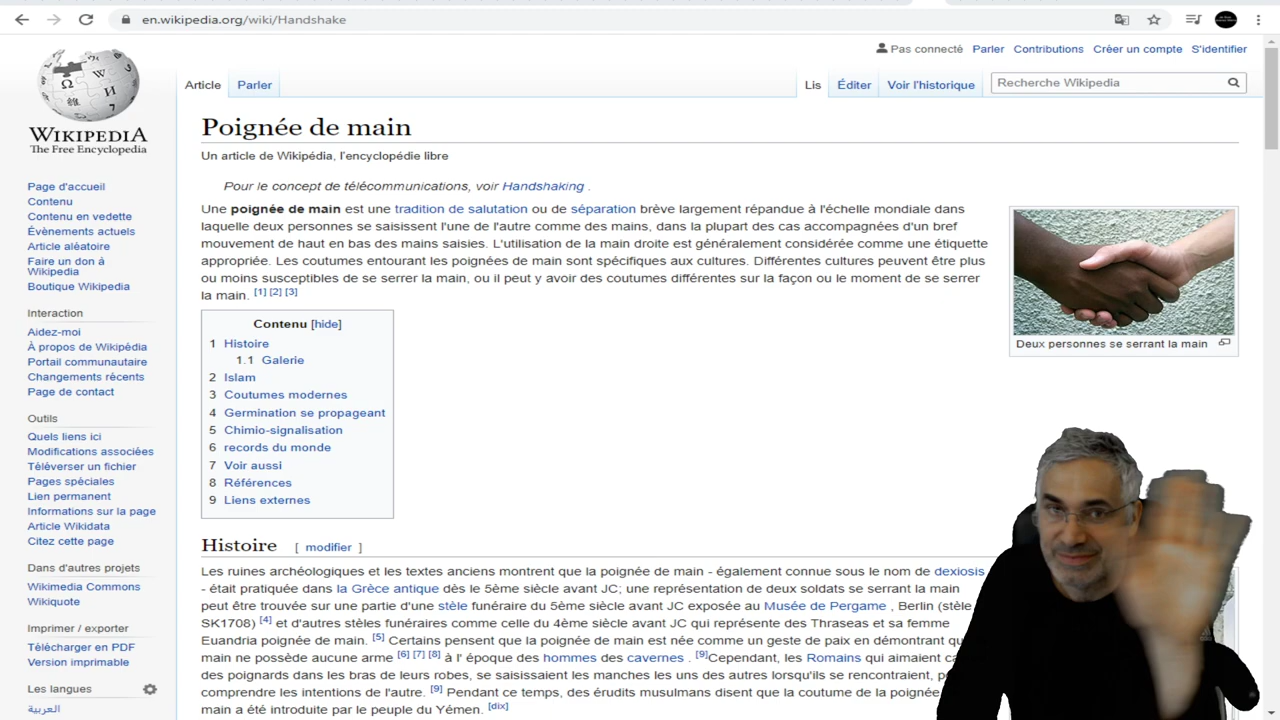 en.wikipedia.org/wiki/Handshake
Pas connecté Parler Contributions Créer un compte S'identifier
Article Parler Lis Éditer Voir l'historique Recherche Wikipedia
WIKIPEDIA
The Free Encyclopedia
Page d'accueil
Contenu
Contenu en vedette
Évènements actuels
Article aléatoire
Faire un don à
Wikipedia
Boutique Wikipedia
Interaction
Aidez-moi
À propos de Wikipédia
Portail communautaire
Changements récents
Page de contact
Outils
Quels liens ici
Modifications associées
Téléverser un fichier
Pages spéciales
Lien permanent
Informations sur la page
Article Wikidata
Citez cette page
Dans d'autres projets
Wikimedia Commons
Wikiquote
Imprimer / exporter
Télécharger en PDF
Version imprimable
Les langues
العربية
Poignée de main
Un article de Wikipédia, l'encyclopédie libre
Pour le concept de télécommunications, voir Handshaking .
Une poignée de main est une tradition de salutation ou de séparation brève largement répandue à l'échelle mondiale dans
laquelle deux personnes se saisissent l'une de l'autre comme des mains, dans la plupart des cas accompagnées d'un bref
mouvement de haut en bas des mains saisies. L'utilisation de la main droite est généralement considérée comme une étiquette
appropriée. Les coutumes entourant les poignées de main sont spécifiques aux cultures. Différentes cultures peuvent être plus
ou moins susceptibles de se serrer la main, ou il peut y avoir des coutumes différentes sur la façon ou le moment de se serrer
la main. [1] [2] [3]
Deux personnes se serrant la main
Contenu [hide]
1 Histoire
1.1 Galerie
2 Islam
3 Coutumes modernes
4 Germination se propageant
5 Chimio-signalisation
6 records du monde
7 Voir aussi
8 Références
9 Liens externes
Histoire [ modifier ]
Les ruines archéologiques et les textes anciens montrent que la poignée de main - également connue sous le nom de dexiosis
- était pratiquée dans la Grèce antique dès le 5ème siècle avant JC; une représentation de deux soldats se serrant la main
peut être trouvée sur une partie d'une stèle funéraire du 5ème siècle avant JC exposée au Musée de Pergame , Berlin (stèle
SK1708) [4] et d'autres stèles funéraires comme celle du 4ème siècle avant JC qui représente des Thraseas et sa femme
Euandria poignée de main. [5] Certains pensent que la poignée de main est née comme un geste de paix en démontrant
main ne possède aucune arme [6] [7] [8] à l' époque des hommes des cavernes . [9]Cependant, les Romains qui aimaient
des poignards dans les bras de leurs robes, se saisissaient les manches les uns des autres lorsqu'ils se rencontraient,
comprendre les intentions de l'autre. [9] Pendant ce temps, des érudits musulmans disent que la coutume de la poignée
main a été introduite par le peuple du Yémen. [dix]